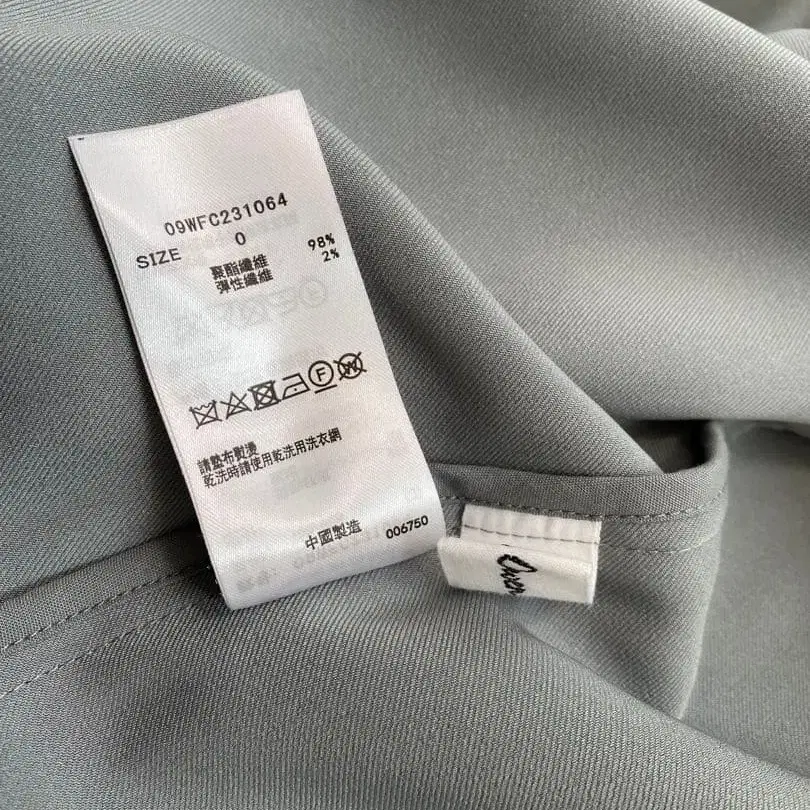 09WFC231064
SIZE 0
聚酯纖維 98%
彈性纖維 2%
F W
請墊布熨燙
乾洗時請使用乾洗用洗衣網
中國製造 006750